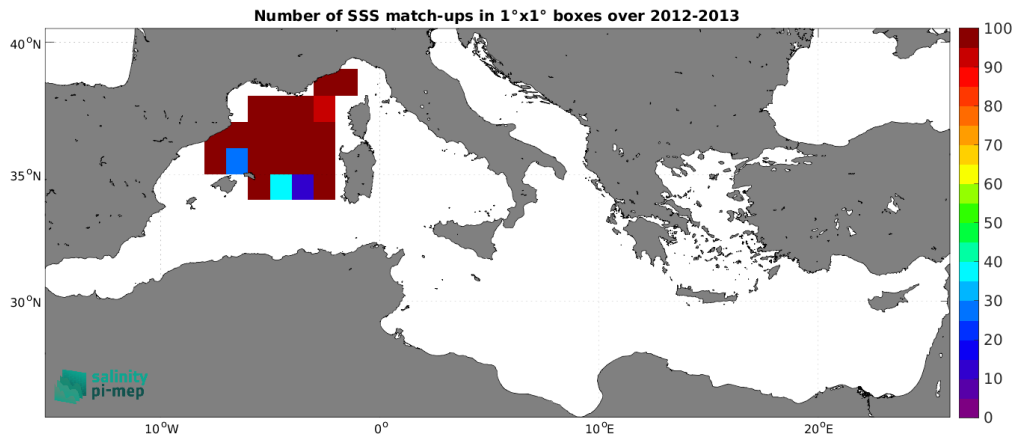 Number of SSS match-ups in 1°x1° boxes over 2012-2013
40°N
35°N
30°N
10°W
0°
10°E
20°E
100
90
80
70
60
50
40
30
20
10
0
salinity
pi-mep